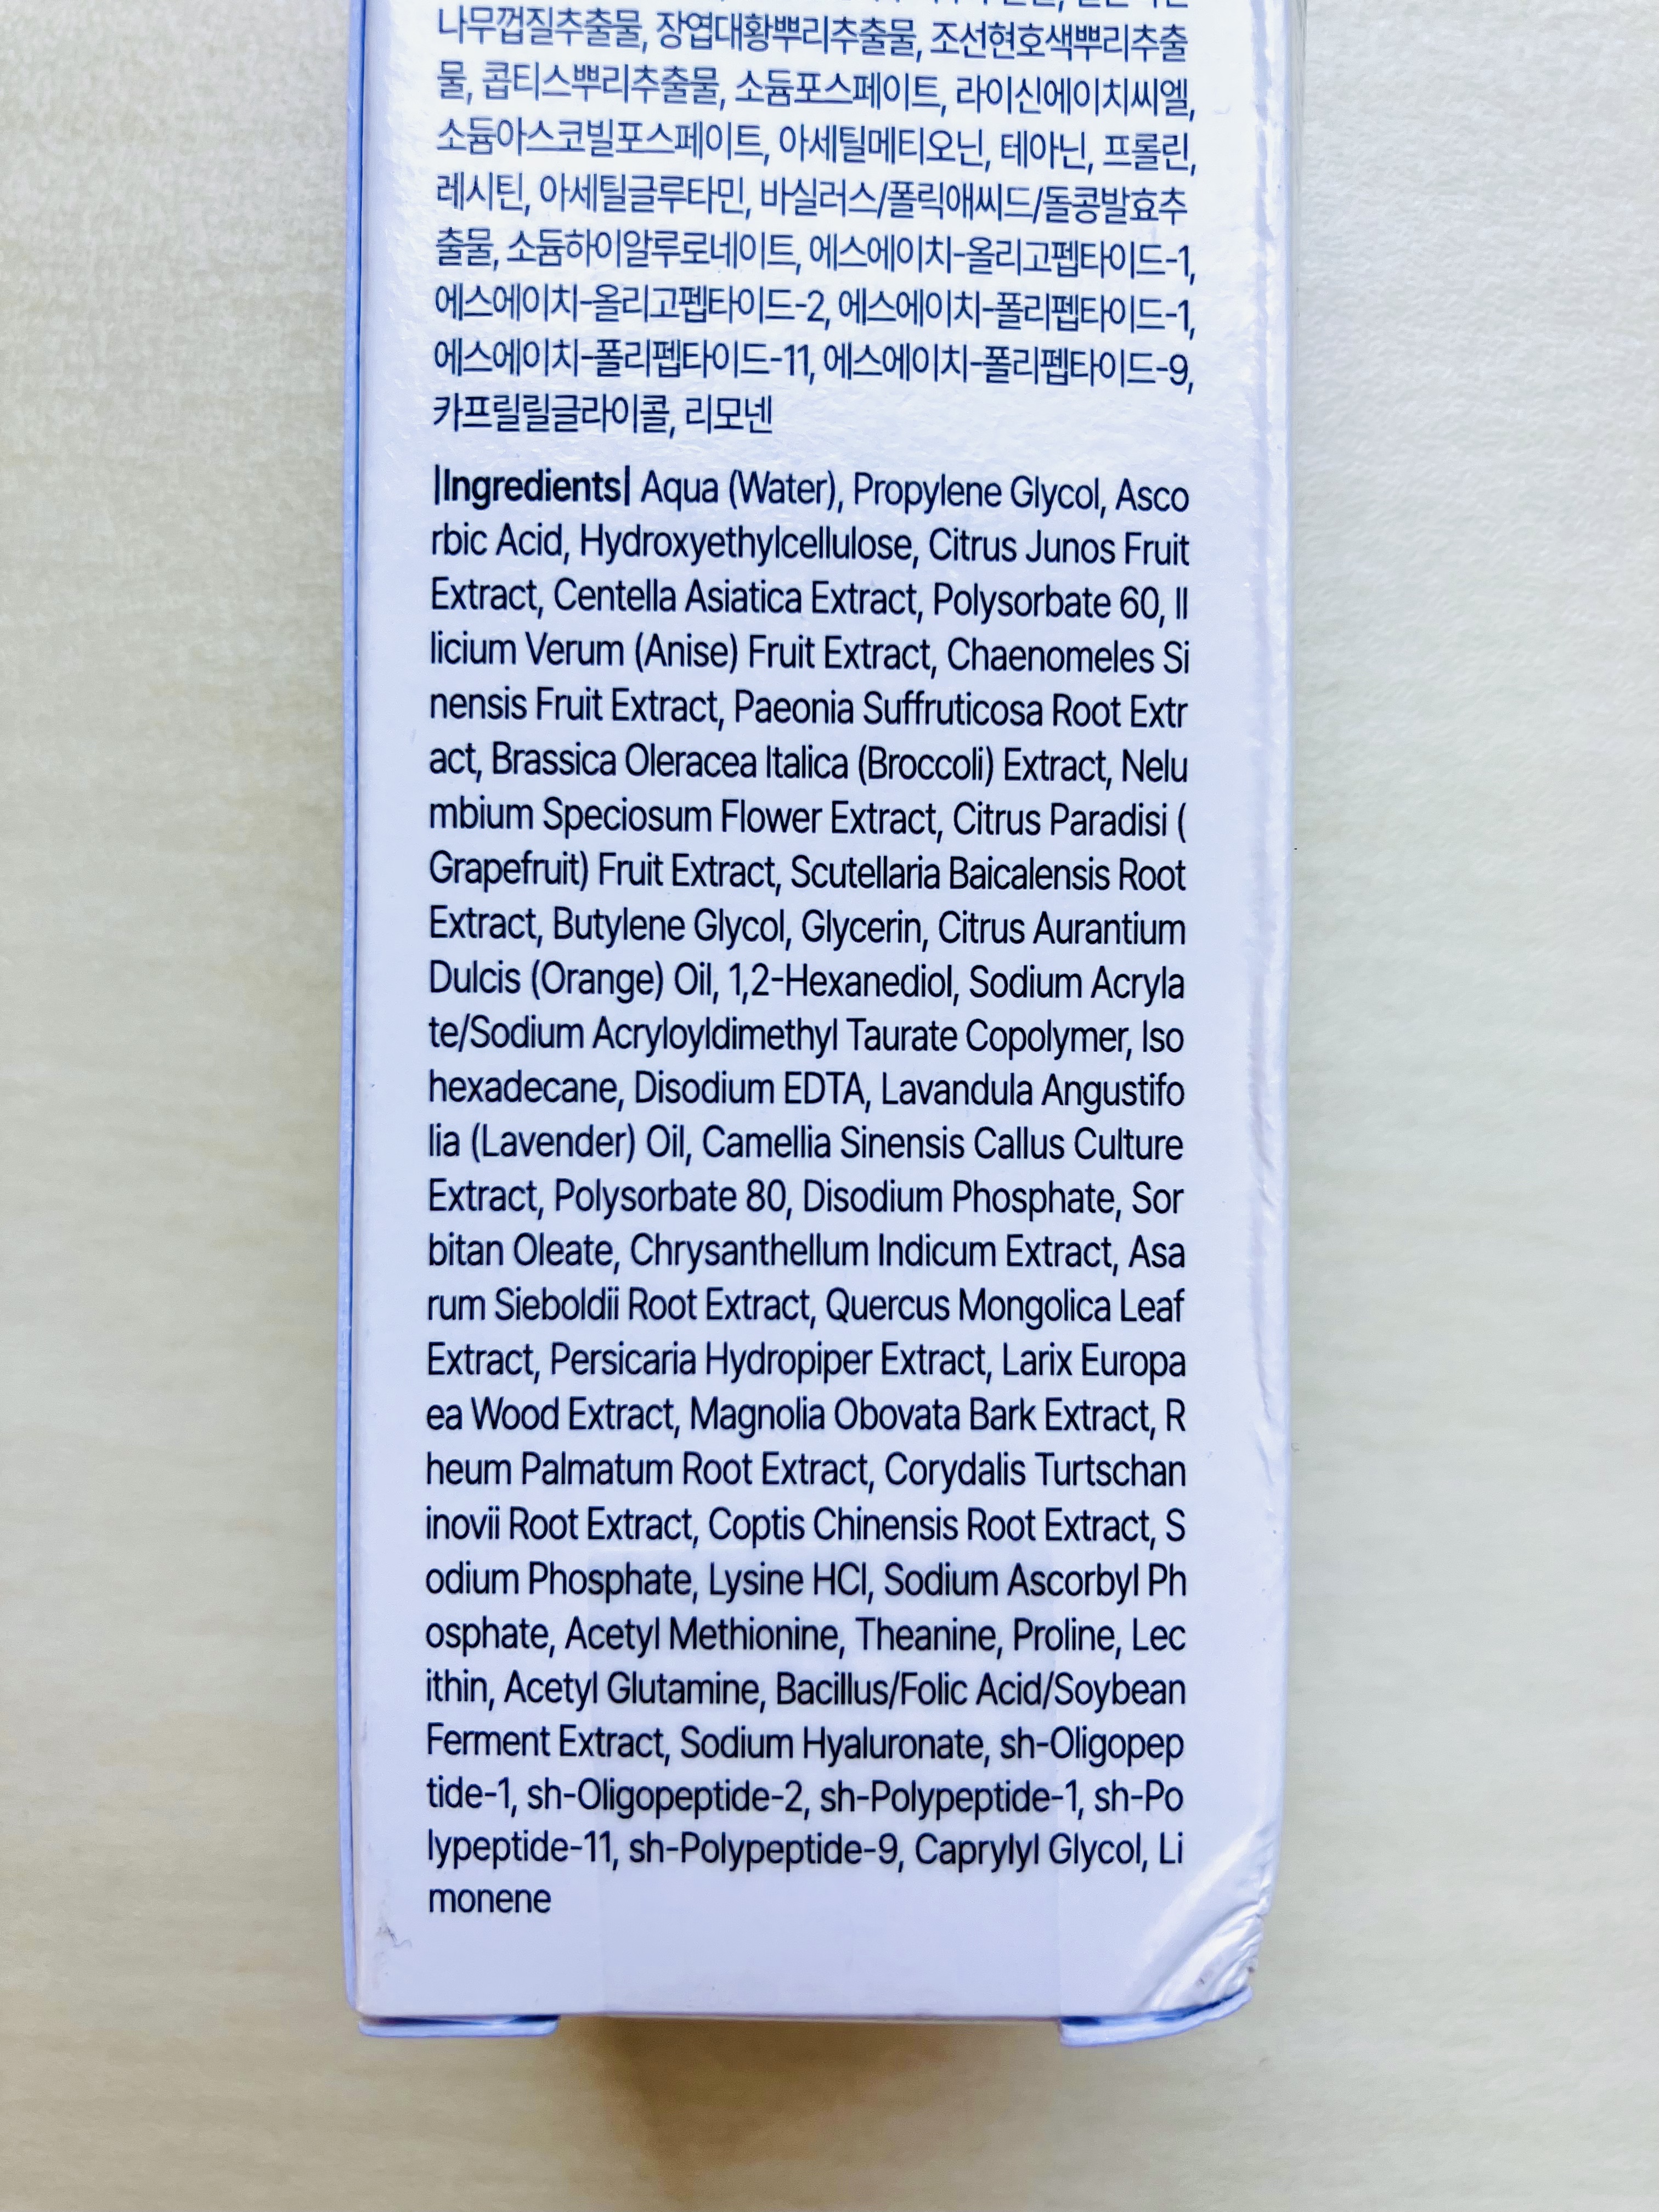 나무껍질추출물, 장엽대황뿌리추출물, 조선현호색뿌리추출
물, 콥티스뿌리추출물, 소듐포스페이트, 라이신에이치씨엘,
소듐아스코빌포스페이트, 아세틸메티오닌, 테아닌, 프롤린,
레시틴, 아세틸글루타민, 바실러스/폴릭애씨드/돌콩발효추
출물, 소듐하이알루로네이트, 에스에이치-올리고펩타이드-1,
에스에이치-올리고펩타이드-2, 에스에이치-폴리펩타이드-1,
에스에이치-폴리펩타이드-11, 에스에이치-폴리펩타이드-9,
카프릴릴글라이콜, 리모넨
|Ingredients| Aqua (Water), Propylene Glycol, Asco
rbic Acid, Hydroxyethylcellulose, Citrus Junos Fruit
Extract, Centella Asiatica Extract, Polysorbate 60, Il
licium Verum (Anise) Fruit Extract, Chaenomeles Si
nensis Fruit Extract, Paeonia Suffruticosa Root Extr
act, Brassica Oleracea Italica (Broccoli) Extract, Nelu
mbium Speciosum Flower Extract, Citrus Paradisi (
Grapefruit) Fruit Extract, Scutellaria Baicalensis Root
Extract, Butylene Glycol, Glycerin, Citrus Aurantium
Dulcis (Orange) Oil, 1,2-Hexanediol, Sodium Acryla
te/Sodium Acryloyldimethyl Taurate Copolymer, Iso
hexadecane, Disodium EDTA, Lavandula Angustifo
lia (Lavender) Oil, Camellia Sinensis Callus Culture
Extract, Polysorbate 80, Disodium Phosphate, Sor
bitan Oleate, Chrysanthellum Indicum Extract, Asa
rum Sieboldii Root Extract, Quercus Mongolica Leaf
Extract, Persicaria Hydropiper Extract, Larix Europa
ea Wood Extract, Magnolia Obovata Bark Extract, R
heum Palmatum Root Extract, Corydalis Turtschan
inovii Root Extract, Coptis Chinensis Root Extract, S
odium Phosphate, Lysine HCl, Sodium Ascorbyl Ph
osphate, Acetyl Methionine, Theanine, Proline, Lec
ithin, Acetyl Glutamine, Bacillus/Folic Acid/Soybean
Ferment Extract, Sodium Hyaluronate, sh-Oligopep
tide-1, sh-Oligopeptide-2, sh-Polypeptide-1, sh-Po
lypeptide-11, sh-Polypeptide-9, Caprylyl Glycol, Li
monene